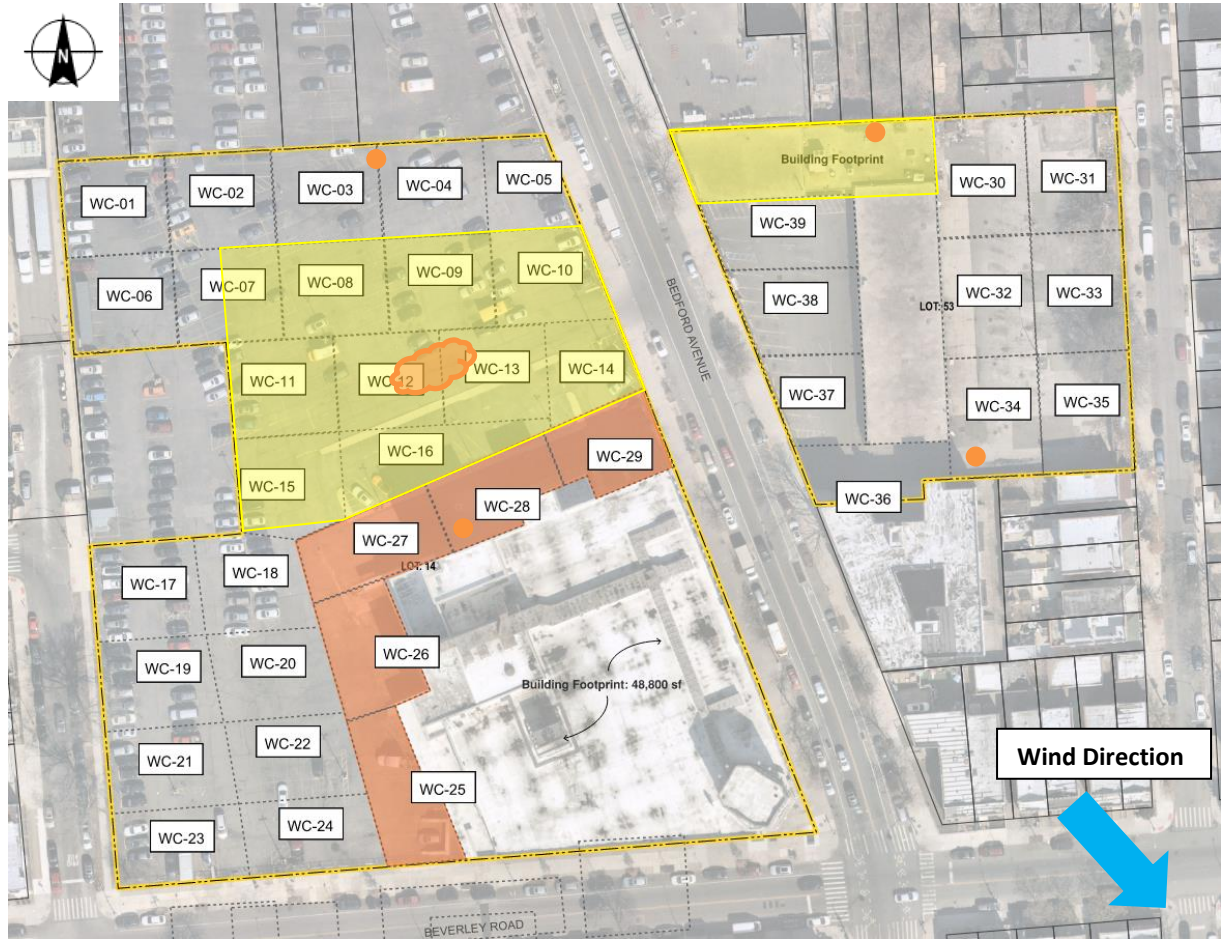 N
WC-01
WC-02
WC-03
WC-04
WC-05
WC-06
WC-07
WC-08
WC-09
WC-10
WC-11
WC-12
WC-13
WC-14
WC-15
WC-16
WC-17
WC-18
WC-19
WC-20
WC-21
WC-22
WC-23
WC-24
WC-25
WC-26
WC-27
WC-28
WC-29
LOT: 14
Building Footprint: 48,800 sf
BEDFORD AVENUE
Building Footprint
WC-30
WC-31
WC-39
WC-38
WC-32
WC-33
LOT: 53
WC-37
WC-34
WC-35
WC-36
Wind Direction
BEVERLEY ROAD